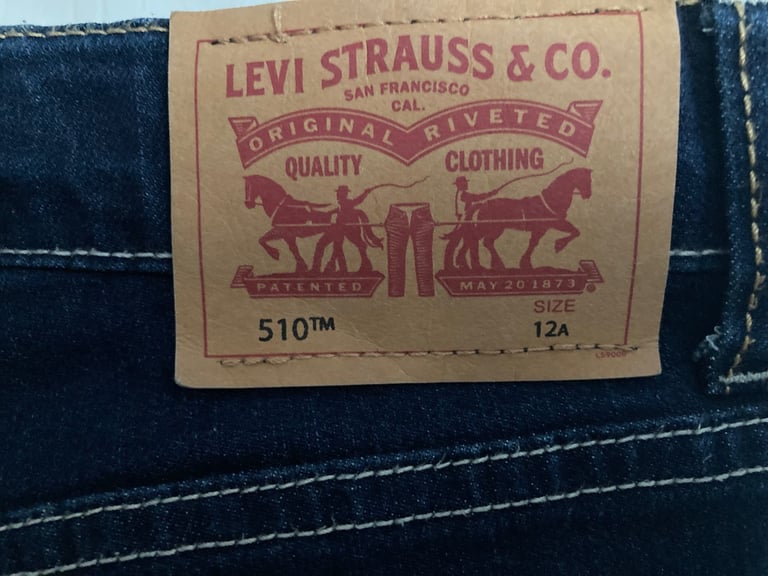 LEVI STRAUSS & CO.
SAN FRANCISCO
CAL.
ORIGINAL RIVETED
QUALITY CLOTHING
PATENTED MAY 20 1873
SIZE
510™ 12A